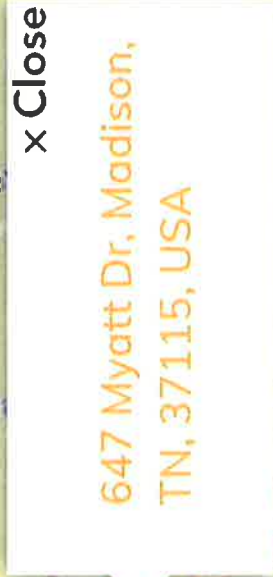 x Close
647 Myatt Dr, Madison,
TN, 37115, USA